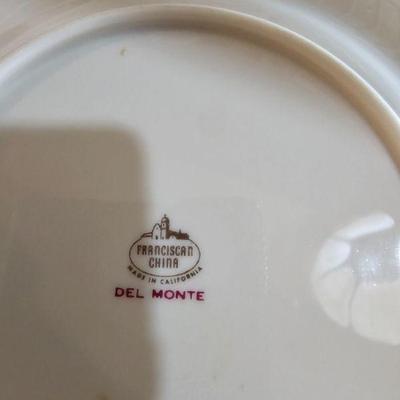 FRANCISCAN
CHINA
MADE IN CALIFORNIA
DEL MONTE